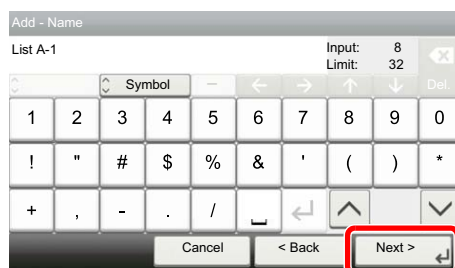 Add - Name
List A-1 Input: 8
Limit: 32
Symbol - Del.
1 2 3 4 5 6 7 8 9 0
! " # $ % & ' ( ) *
+ , - . /
Cancel < Back Next >